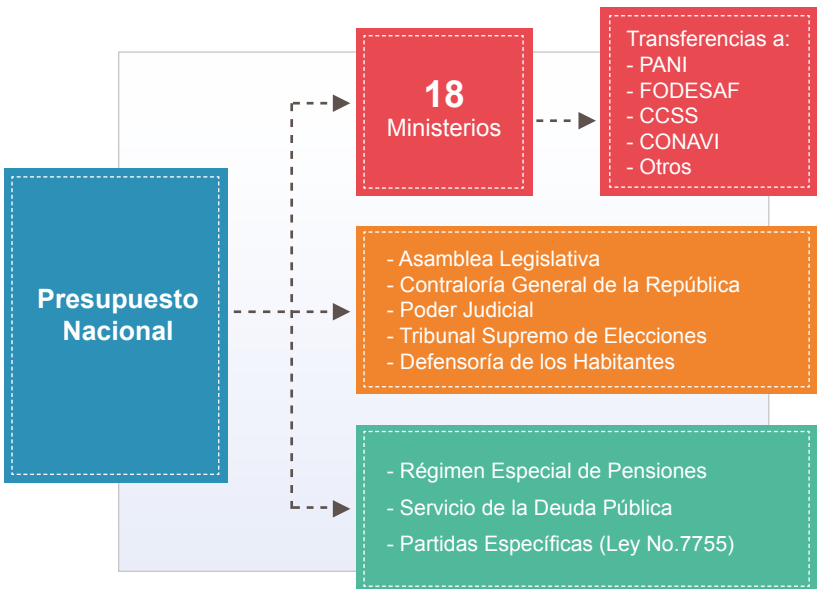 Presupuesto
Nacional
18
Ministerios
Transferencias a:
- PANI
- FODESAF
- CCSS
- CONAVI
- Otros
- Asamblea Legislativa
- Contraloría General de la República
- Poder Judicial
- Tribunal Supremo de Elecciones
- Defensoría de los Habitantes
- Régimen Especial de Pensiones
- Servicio de la Deuda Pública
- Partidas Específicas (Ley No.7755)